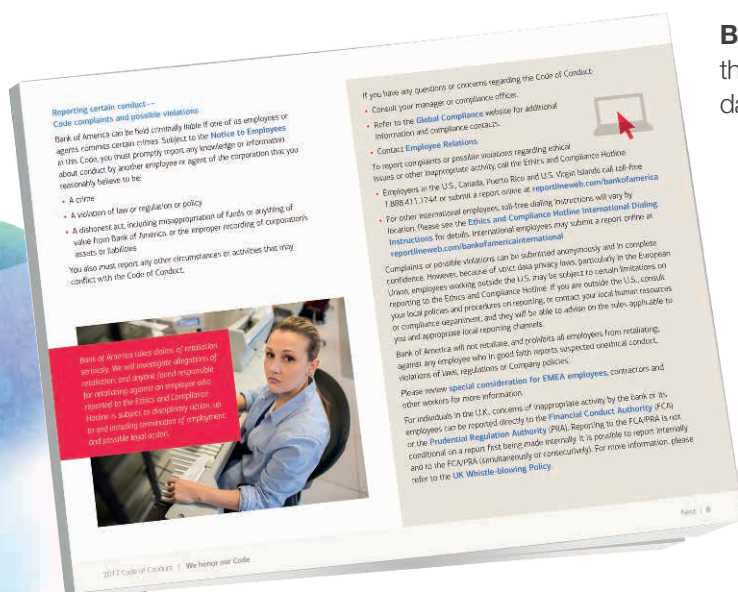 Reporting certain conduct—
Code complaints and possible violations
Bank of America can be held criminally liable if one of its employees or
agents commits certain crimes. Subject to the Notice to Employees
in this Code, you must promptly report any knowledge or information
about conduct by another employee or agent of the corporation that you
reasonably believe to be:
• A crime
• A violation of law or regulation or policy
• A dishonest act, including misappropriation of funds or anything of
value from Bank of America, or the improper recording of corporation's
assets or liabilities
You also must report any other circumstances or activities that may
conflict with the Code of Conduct.
Bank of America takes claims of retaliation
seriously. We will investigate allegations of
retaliation, and anyone found responsible
for retaliating against an employee who
reported to the Ethics and Compliance
Hotline is subject to disciplinary action, up
to and including termination of employment
and possible legal action.
2017 Code of Conduct | We honor our Code
If you have any questions or concerns regarding the Code of Conduct:
• Consult your manager or compliance officer.
• Refer to the Global Compliance website for additional
information and compliance contacts.
• Contact Employee Relations
To report complaints or possible violations regarding ethical
issues or other inappropriate activity, call the Ethics and Compliance Hotline:
• Employees in the U.S., Canada, Puerto Rico and U.S. Virgin Islands call toll-free
1.888.411.1744 or submit a report online at reportlineweb.com/bankofamerica
• For other international employees, toll-free dialing instructions will vary by
location. Please see the Ethics and Compliance Hotline International Dialing
Instructions for details. International employees may submit a report online at
reportlineweb.com/bankofamericainternational
Complaints or possible violations can be submitted anonymously and in complete
confidence. However, because of strict data privacy laws, particularly in the European
Union, employees working outside the U.S. may be subject to certain limitations on
reporting to the Ethics and Compliance Hotline. If you are outside the U.S., consult
your local policies and procedures on reporting, or contact your local human resources
or compliance department, and they will be able to advise on the rules applicable to
you and appropriate local reporting channels.
Bank of America will not retaliate, and prohibits all employees from retaliating,
against any employee who in good faith reports suspected unethical conduct,
violations of laws, regulations or Company policies.
Please review special consideration for EMEA employees, contractors and
other workers for more information.
For individuals in the U.K., concerns of inappropriate activity by the bank or its
employees can be reported directly to the Financial Conduct Authority (FCA)
or the Prudential Regulation Authority (PRA). Reporting to the FCA/PRA is not
conditional on a report first being made internally. It is possible to report internally
and to the FCA/PRA (simultaneously or consecutively). For more information, please
refer to the UK Whistle-blowing Policy.
| 6
B
th
da